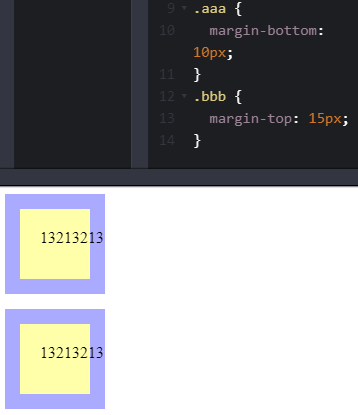 9 .aaa {
10 margin-bottom:
10px;
11 }
12 .bbb {
13 margin-top: 15px;
14 }
13213213
13213213